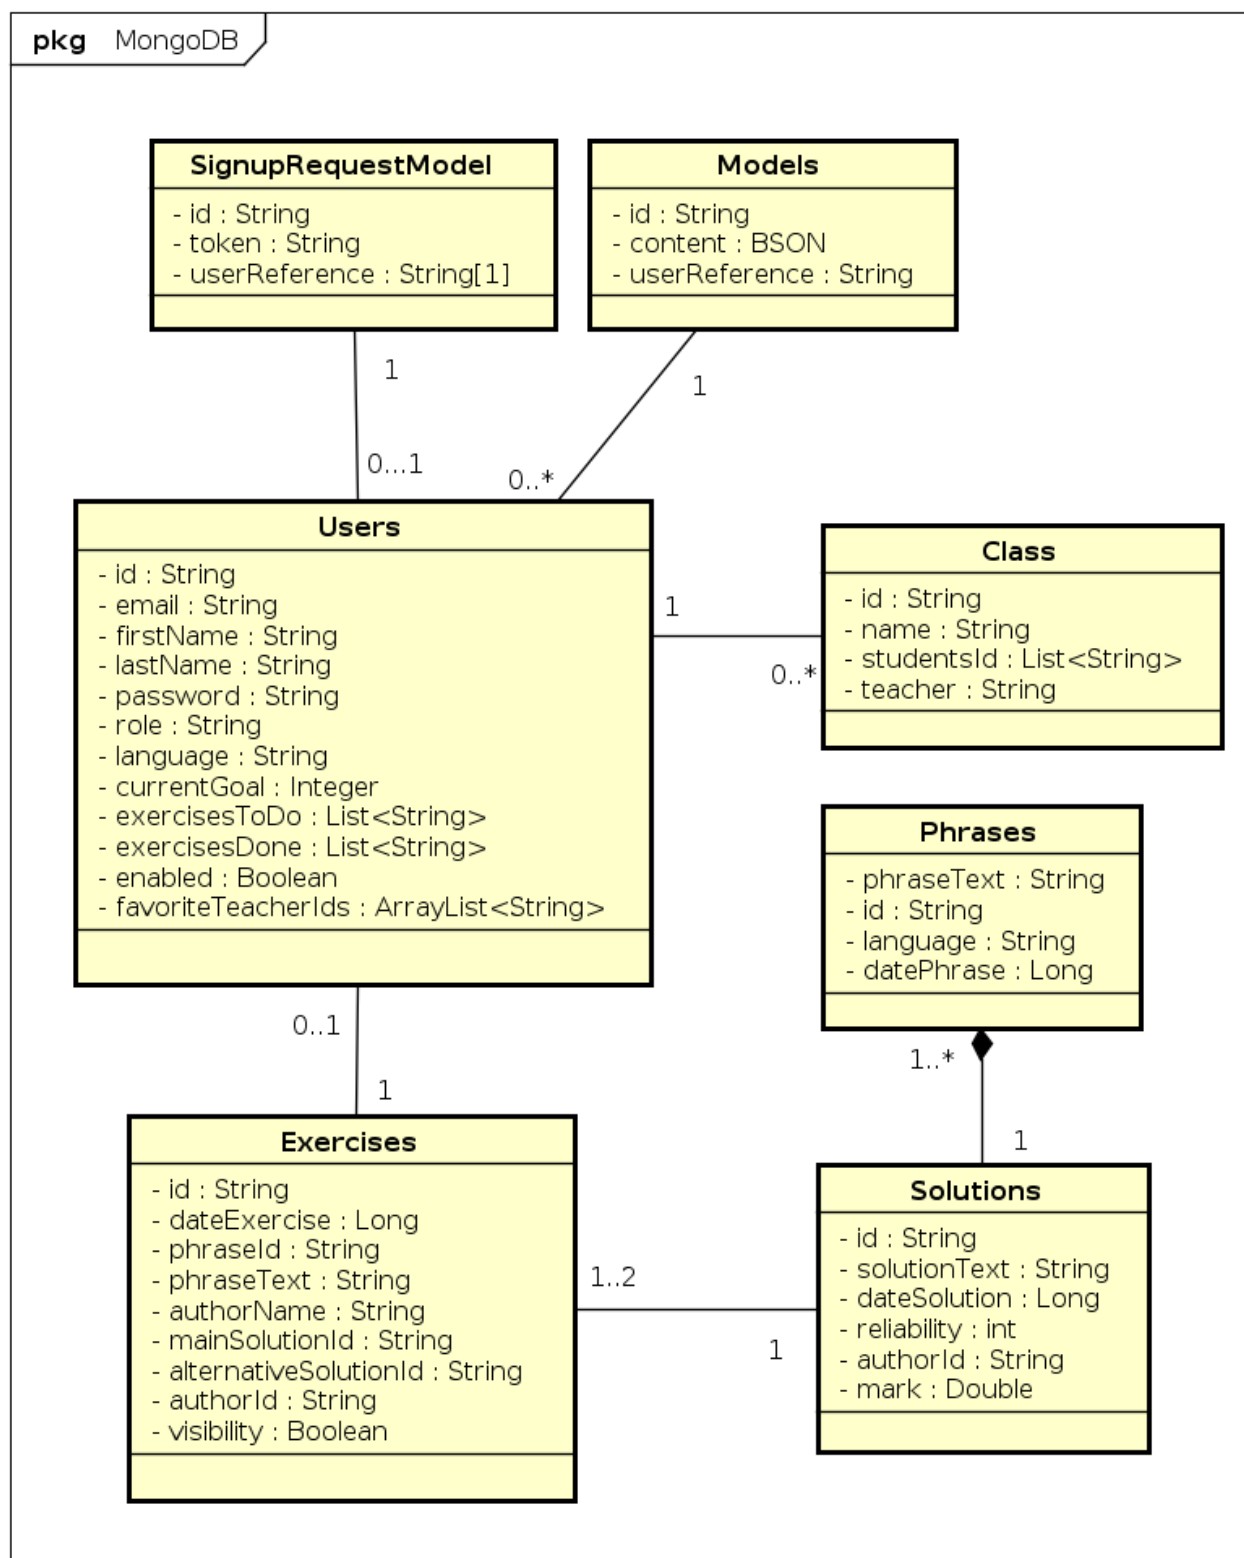 pkg MongoDB
SignupRequestModel
- id : String
- token : String
- userReference : String[1]
Models
- id : String
- content : BSON
- userReference : String
1
1
0...1
0..*
Users
- id : String
- email : String
- firstName : String
- lastName : String
- password : String
- role : String
- language : String
- currentGoal : Integer
- exercisesToDo : List<String>
- exercisesDone : List<String>
- enabled : Boolean
- favoriteTeacherIds : ArrayList<String>
1
0..*
Class
- id : String
- name : String
- studentsId : List<String>
- teacher : String
Phrases
- phraseText : String
- id : String
- language : String
- datePhrase : Long
0..1
1
1..*
1
Exercises
- id : String
- dateExercise : Long
- phraseId : String
- phraseText : String
- authorName : String
- mainSolutionId : String
- alternativeSolutionId : String
- authorId : String
- visibility : Boolean
1..2
1
Solutions
- id : String
- solutionText : String
- dateSolution : Long
- reliability : int
- authorId : String
- mark : Double